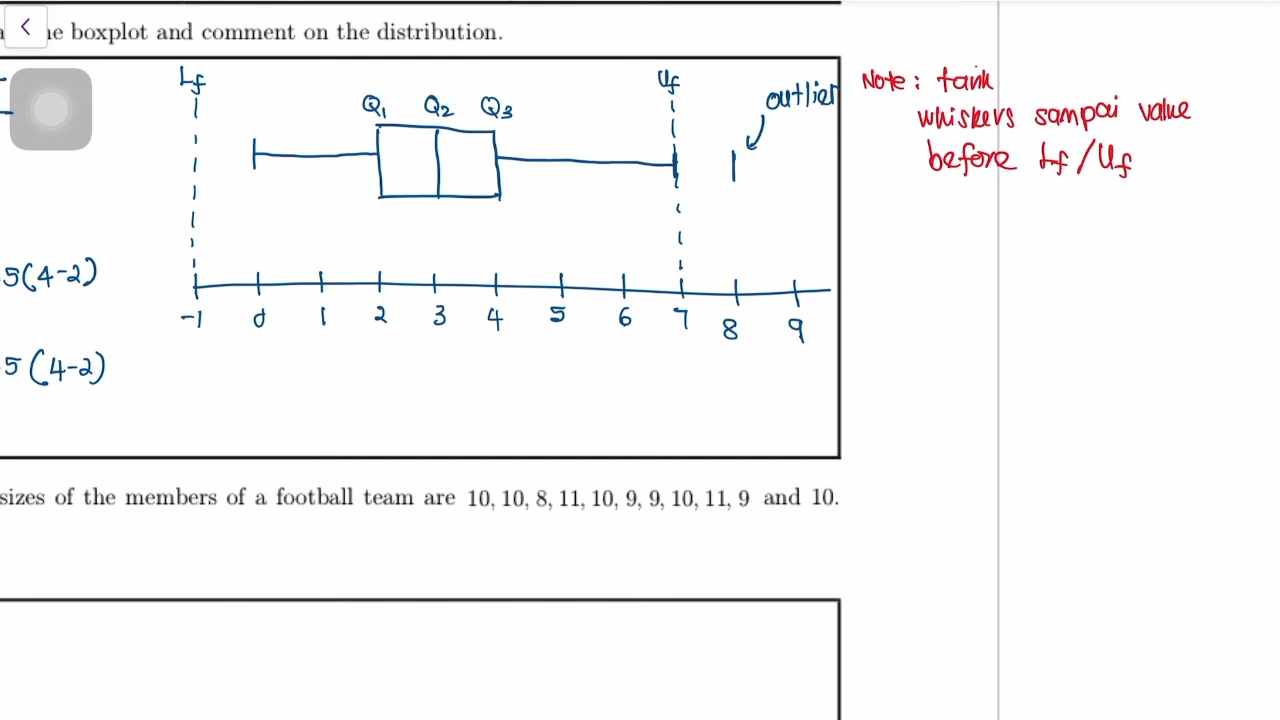 he boxplot and comment on the distribution.
Lf
Uf
Q1 Q2 Q3
outlier
Note: tarik
whiskers sampai value
before Lf/Uf
5(4-2)
-1 0 1 2 3 4 5 6 7 8 9
5(4-2)
sizes of the members of a football team are 10, 10, 8, 11, 10, 9, 9, 10, 11, 9 and 10.